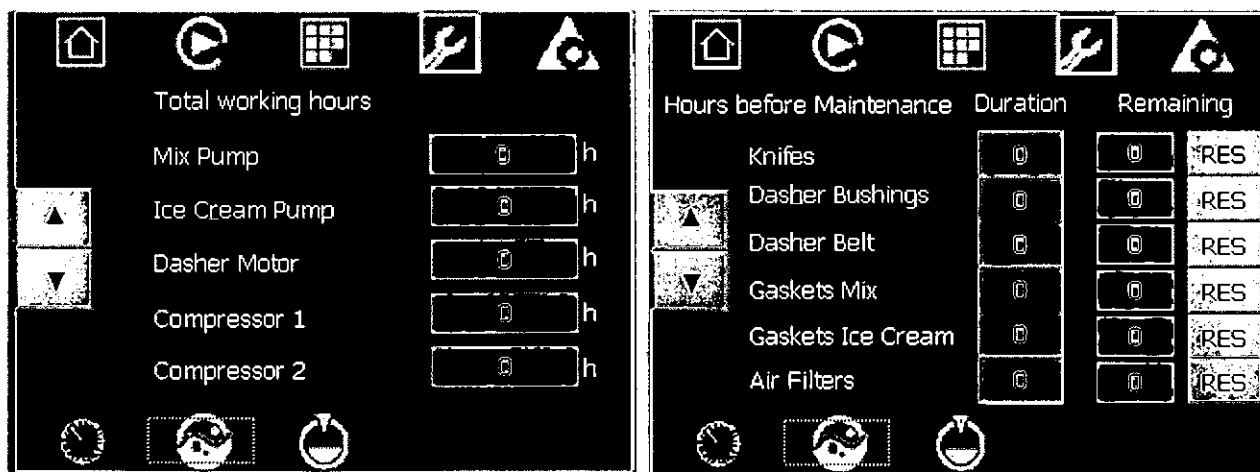 Total working hours
Mix Pump 0 h
Ice Cream Pump 0 h
Dasher Motor 0 h
Compressor 1 0 h
Compressor 2 0 h
Hours before Maintenance Duration Remaining
Knifes 0 0 RES
Dasher Bushings 0 0 RES
Dasher Belt 0 0 RES
Gaskets Mix 0 0 RES
Gaskets Ice Cream 0 0 RES
Air Filters 0 0 RES